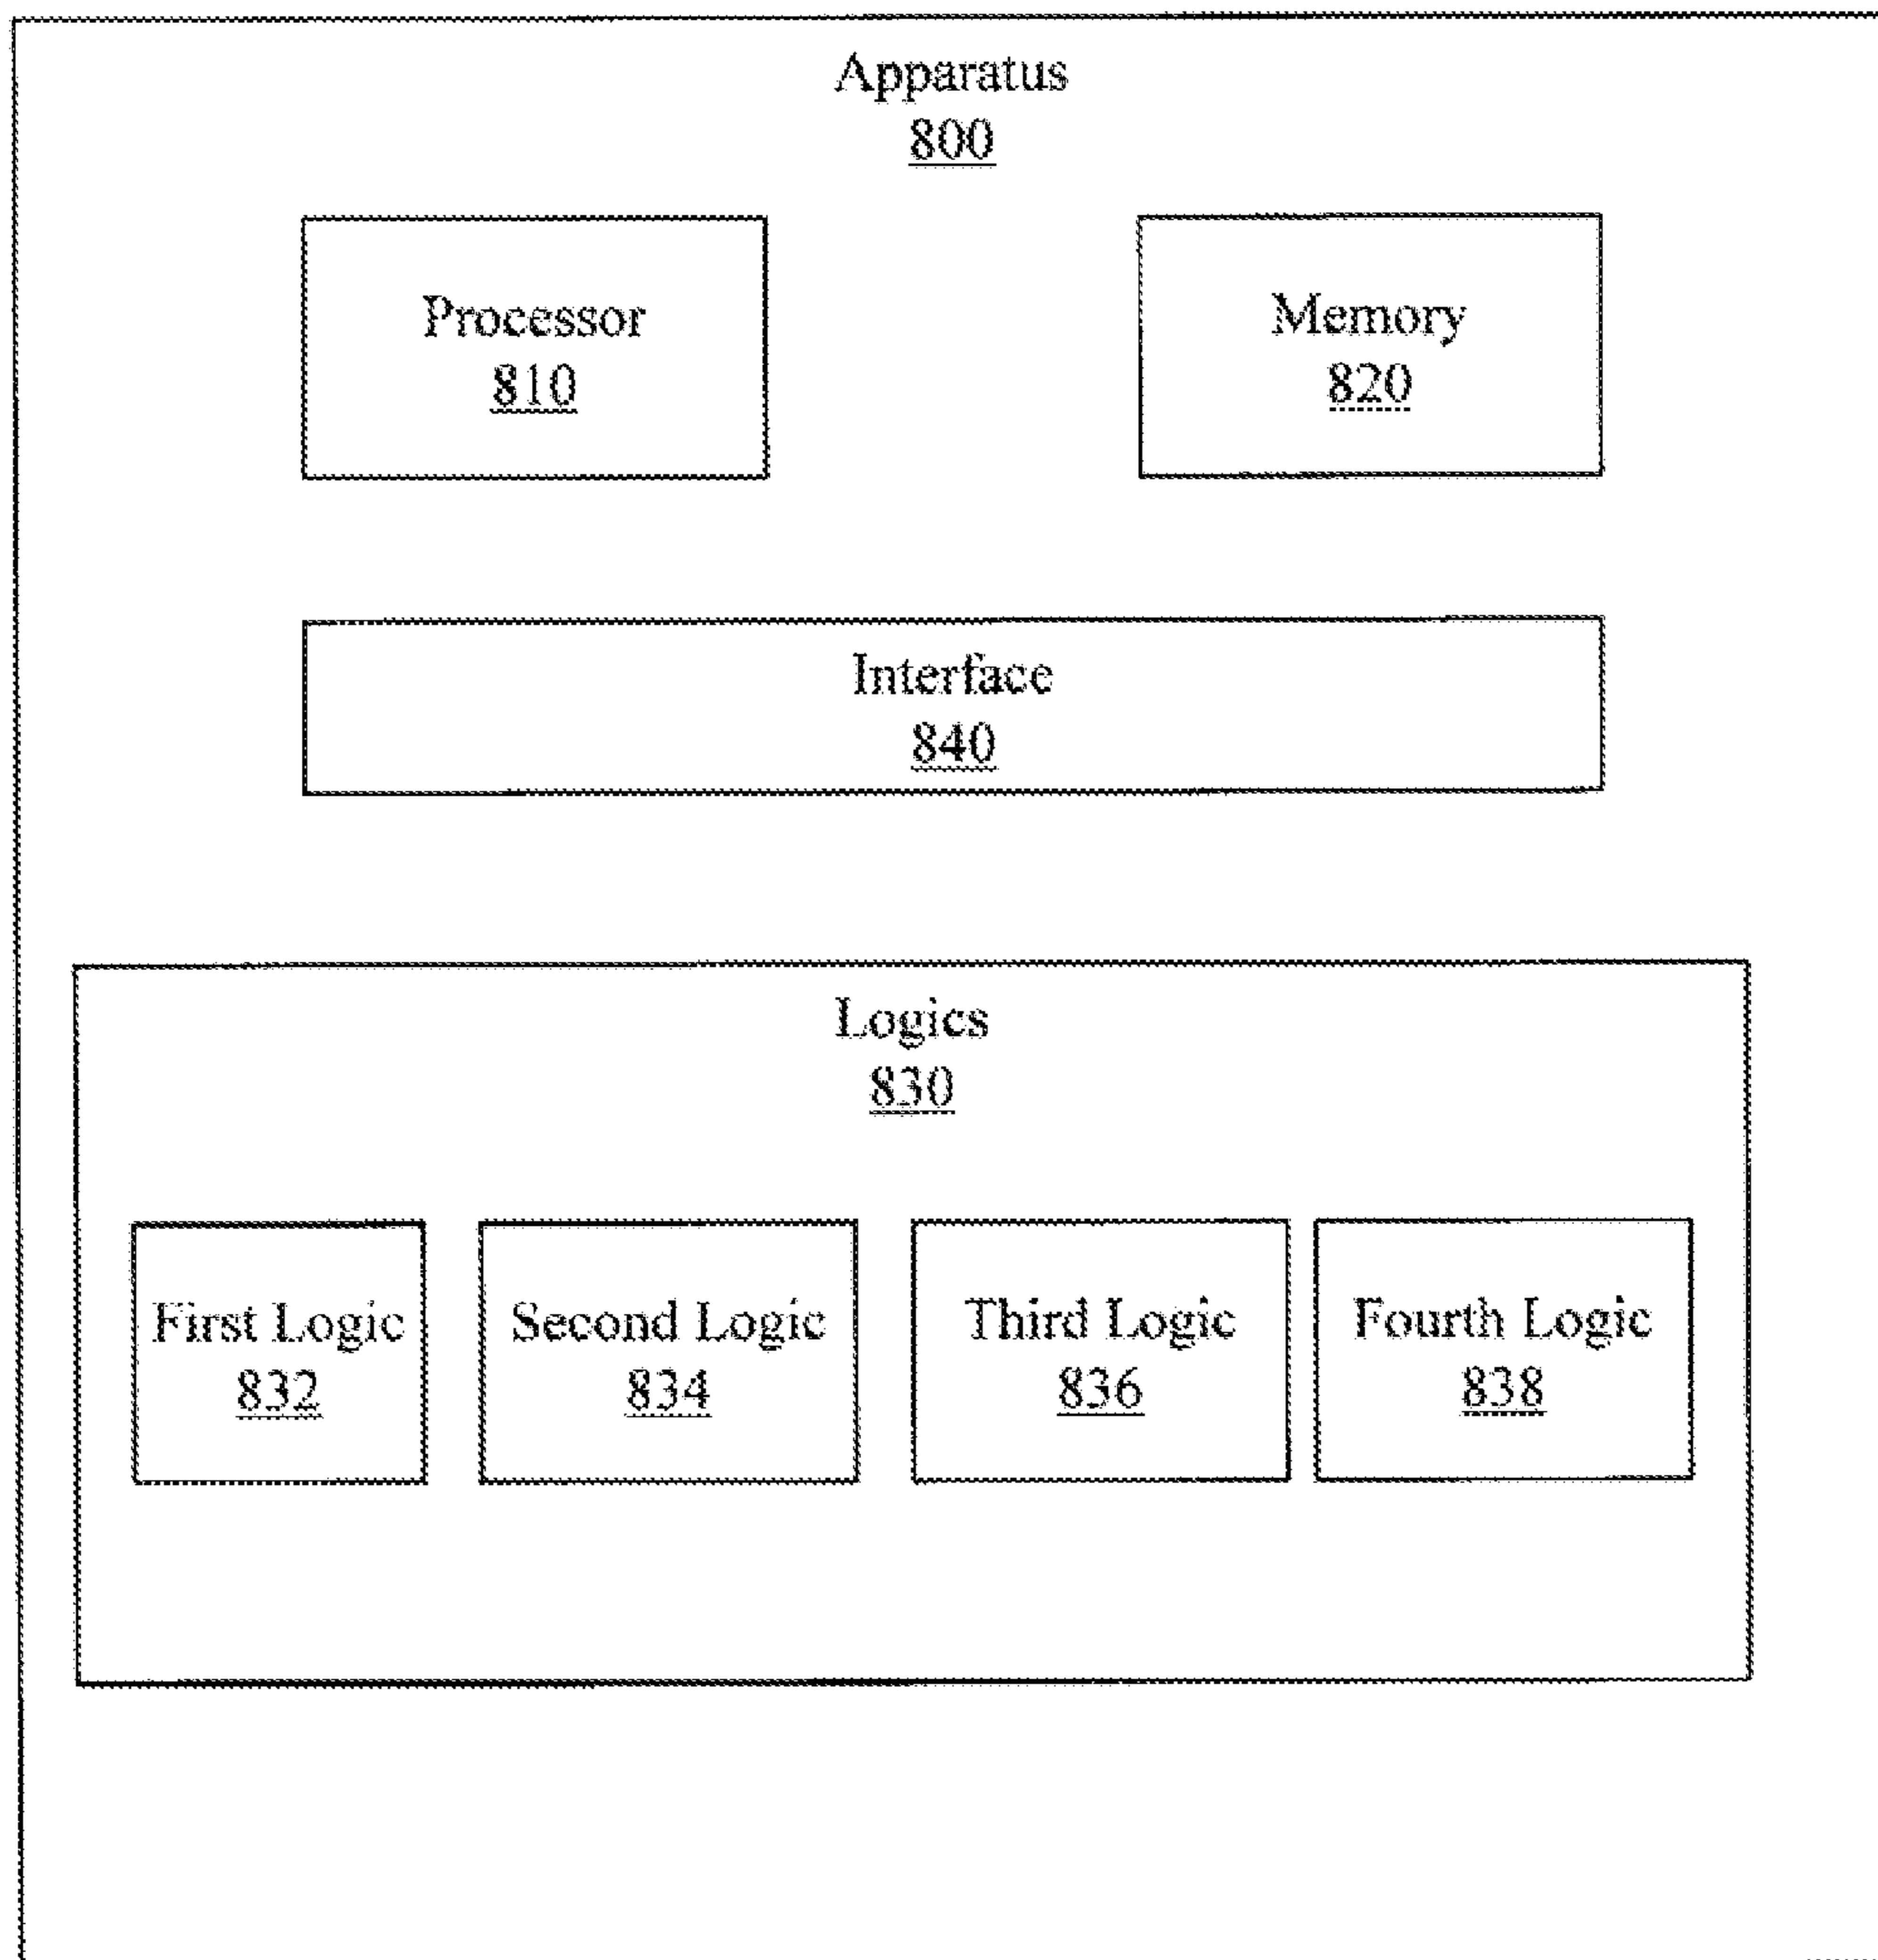 Apparatus
800
Processor
810
Memory
820
Interface
840
Logics
830
First Logic
832
Second Logic
834
Third Logic
836
Fourth Logic
838